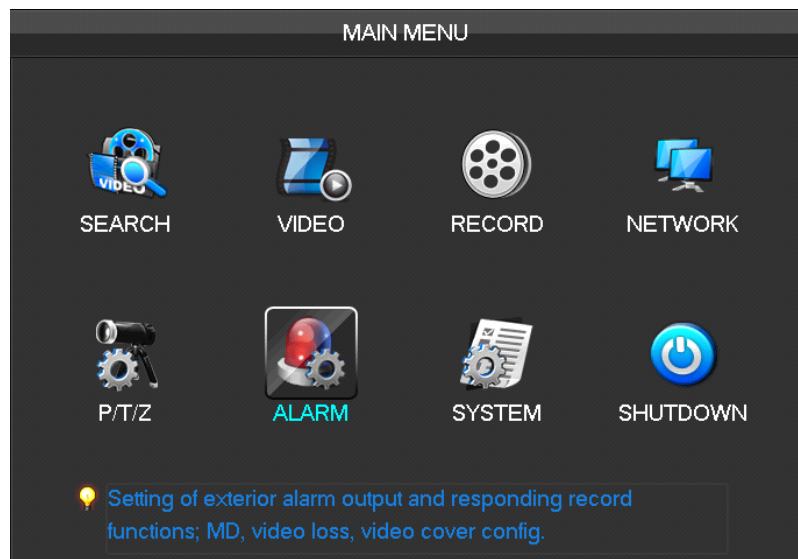 MAIN MENU
VIDEO
SEARCH
VIDEO
RECORD
NETWORK
P/T/Z
ALARM
SYSTEM
SHUTDOWN
Setting of exterior alarm output and responding record
functions; MD, video loss, video cover config.